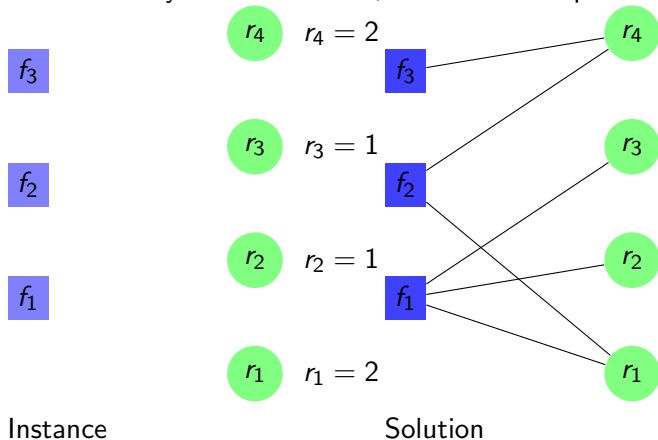 r₄ r₄ = 2 r₄
f₃ f₃
r₃ r₃ = 1 r₃
f₂ f₂
r₂ r₂ = 1 r₂
f₁ f₁
r₁ r₁ = 2 r₁
Instance Solution